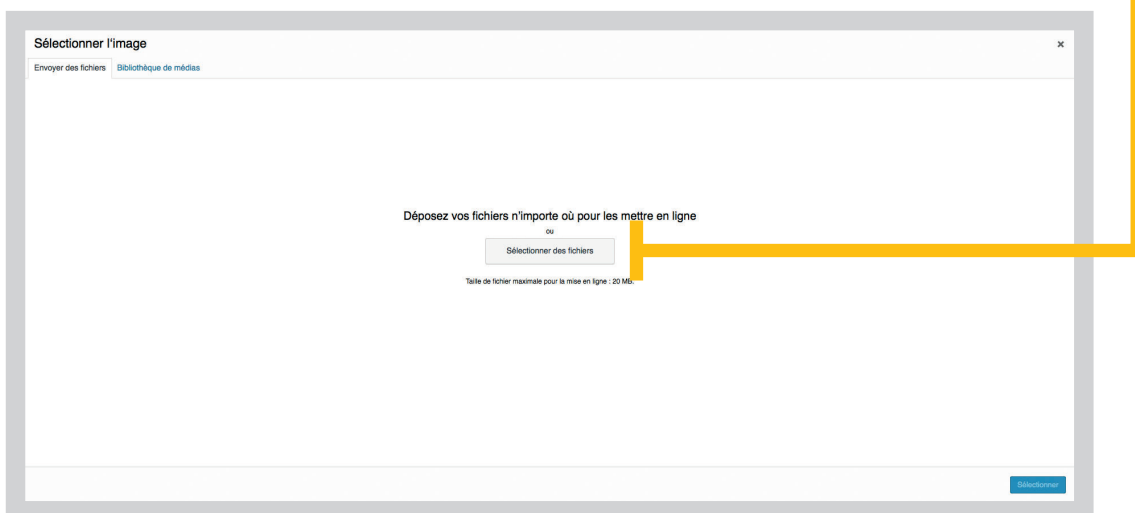 Sélectionner l'image
×
Envoyer des fichiers Bibliothèque de médias
Déposez vos fichiers n'importe où pour les mettre en ligne
ou
Sélectionner des fichiers
Taille de fichier maximale pour la mise en ligne : 20 MB.
Sélectionner